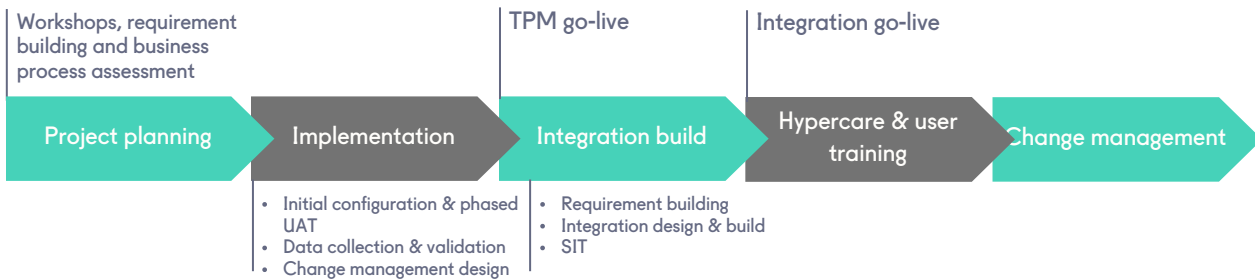 Workshops, requirement
building and business
process assessment
TPM go-live
Integration go-live
Project planning
Implementation
Integration build
Hypercare & user
training
Change management
• Initial configuration & phased
UAT
• Data collection & validation
• Change management design
• Requirement building
• Integration design & build
• SIT